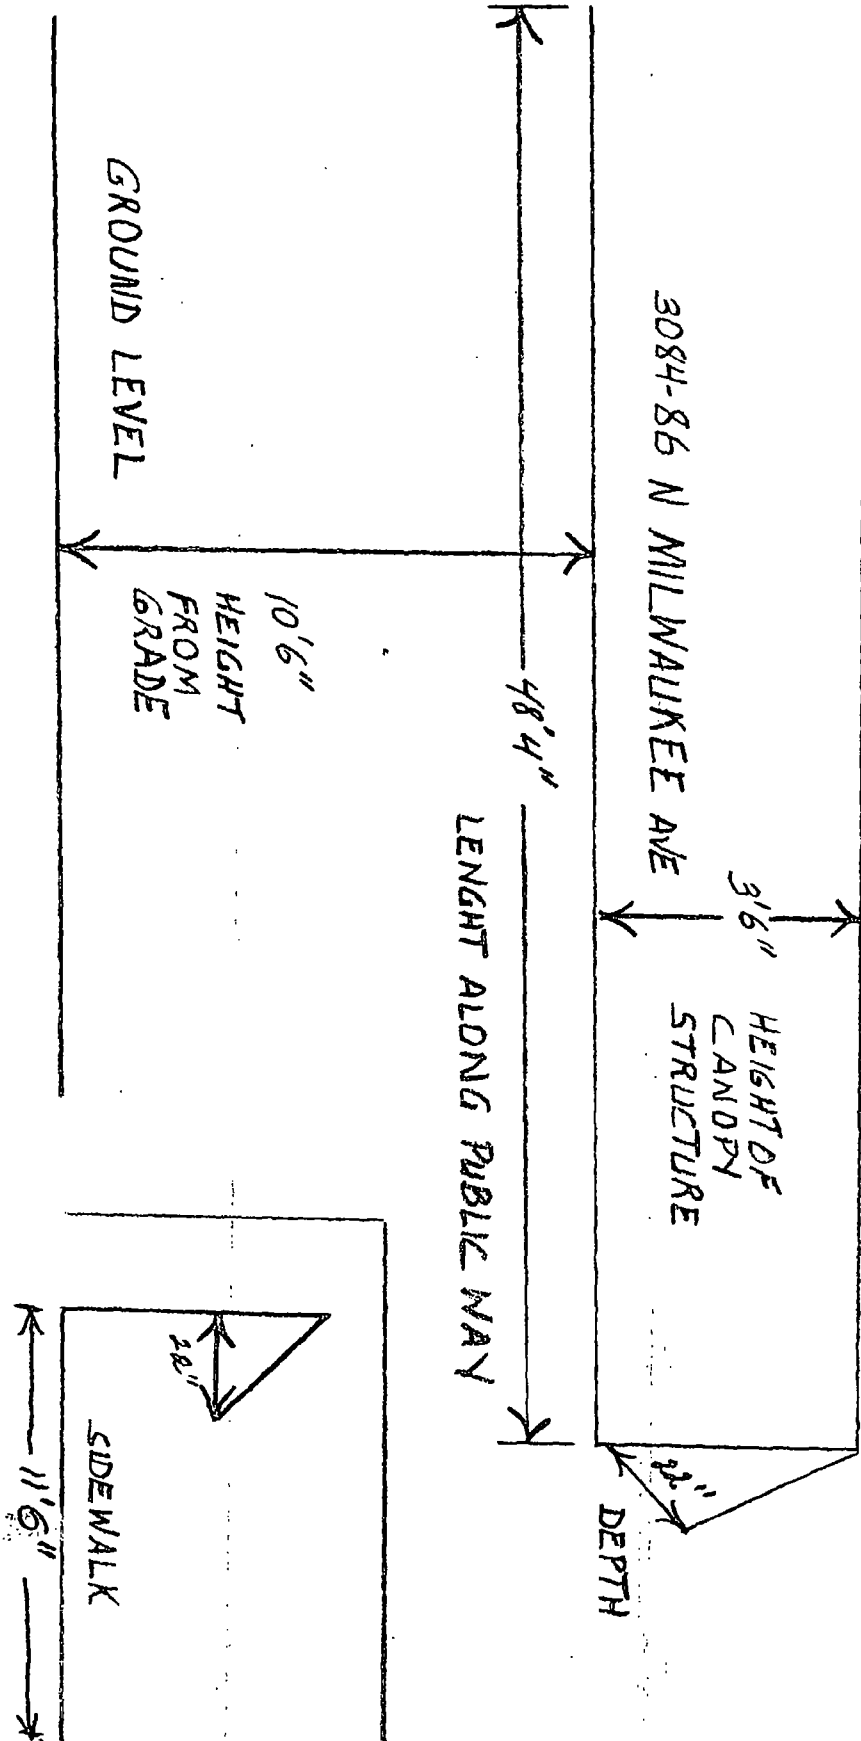 3084-86 N MILWAUKEE AVE
3'6"
HEIGHT OF
CANOPY
STRUCTURE
22"
DEPTH
48'4"
LENGHT ALONG PUBLIC WAY
10'6"
HEIGHT
FROM
GRADE
GROUND LEVEL
22"
SIDEWALK
11'6"